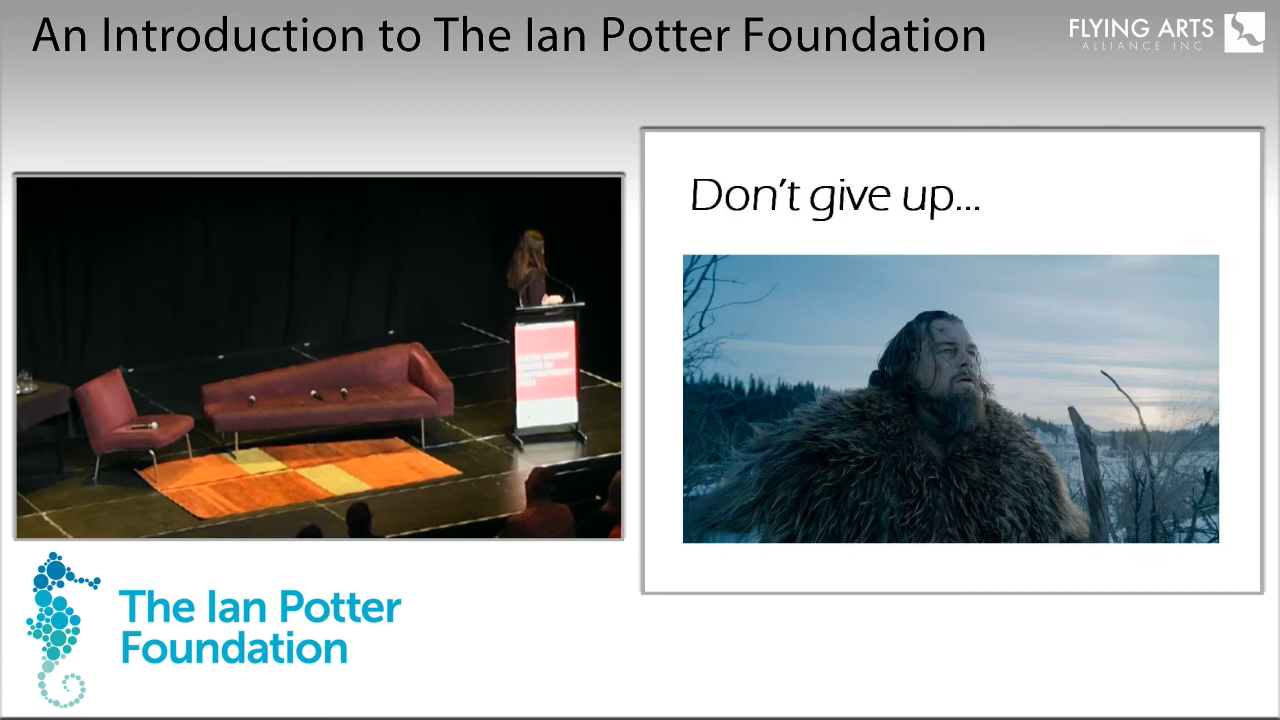 An Introduction to The Ian Potter Foundation
FLYING ARTS
ALLIANCE INC
Don't give up...
The Ian Potter
Foundation